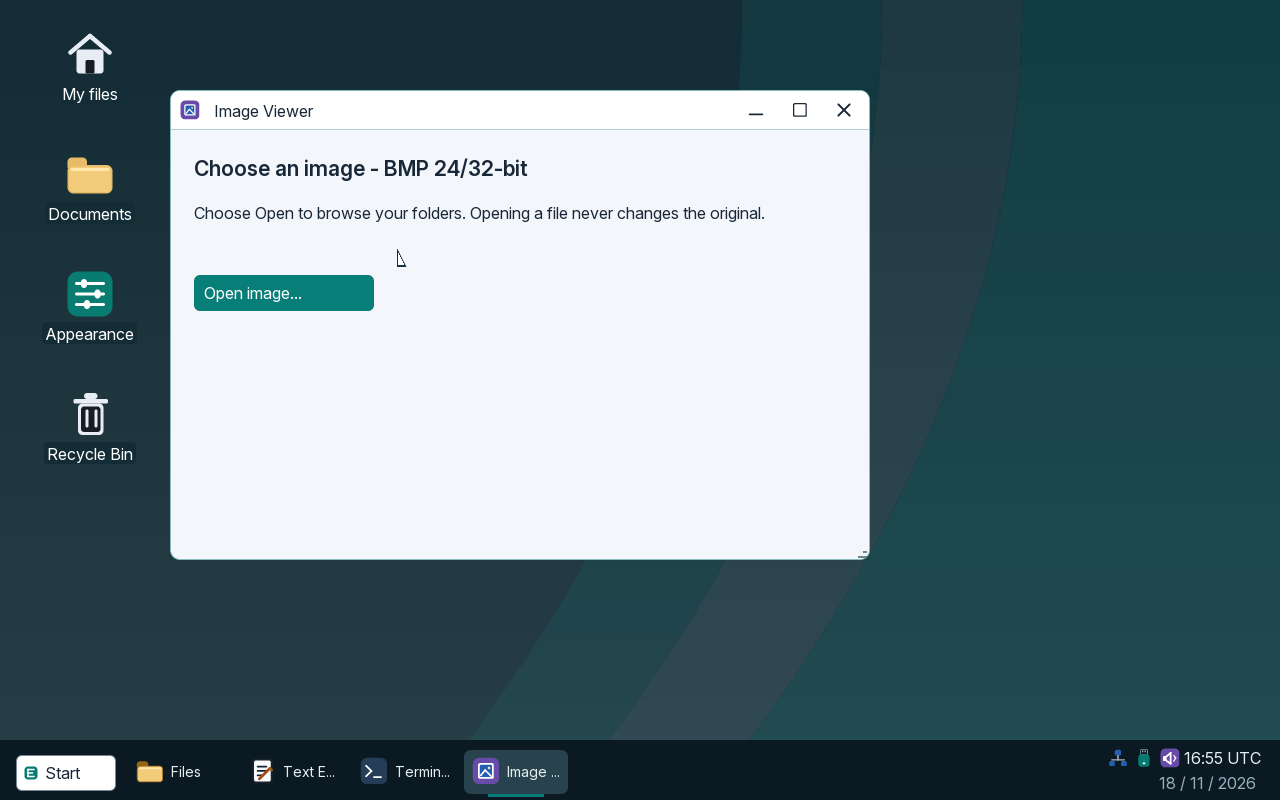 My files
Documents
Appearance
Recycle Bin
Image Viewer
Choose an image - BMP 24/32-bit
Choose Open to browse your folders. Opening a file never changes the original.
Open image...
Start
Files
Text E...
Termin...
Image ...
16:55 UTC
18 / 11 / 2026